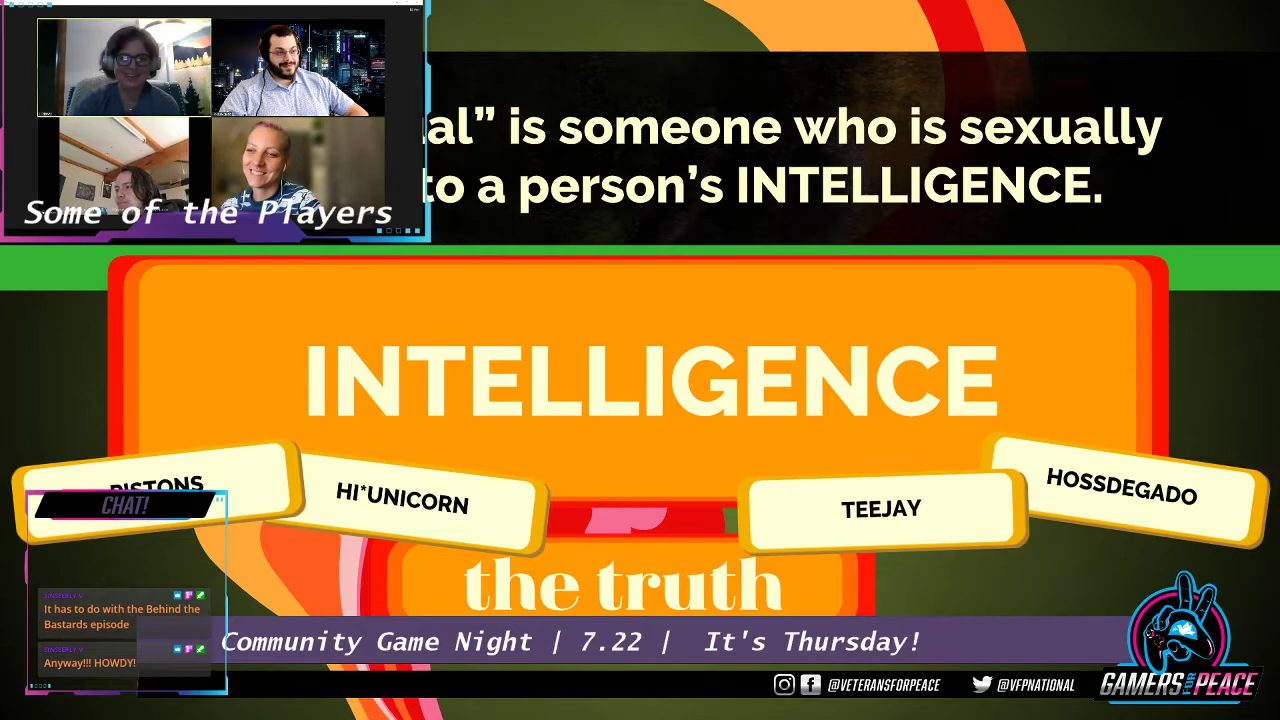 al” is someone who is sexually
to a person’s INTELLIGENCE.
Some of the Players
INTELLIGENCE
PISTONS
HI*UNICORN
TEEJAY
HOSSDEGADO
CHAT!
the truth
It has to do with the Behind the
Bastards episode
Anyway!!! HOWDY!
Community Game Night | 7.22 | It's Thursday!
@VETERANSFORPEACE
@VFPNATIONAL
GAMERS FOR PEACE